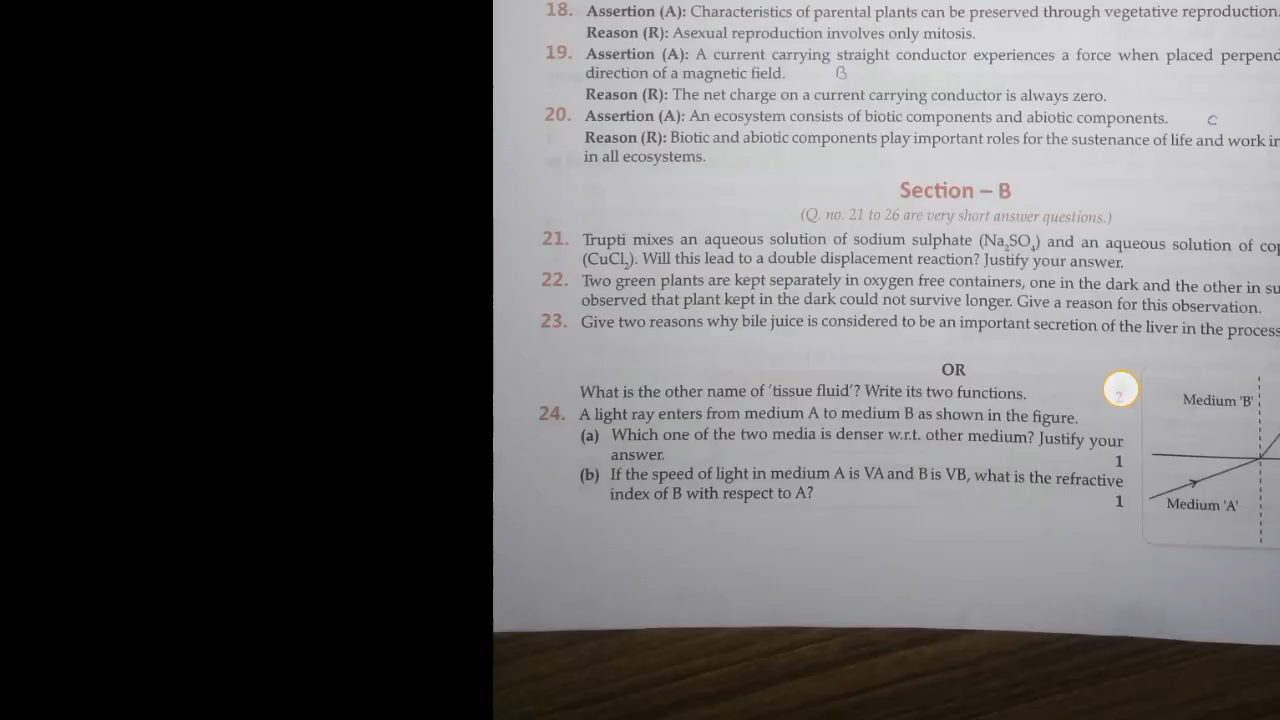 18. Assertion (A): Characteristics of parental plants can be preserved through vegetative reproduction.
Reason (R): Asexual reproduction involves only mitosis.
19. Assertion (A): A current carrying straight conductor experiences a force when placed
direction of a magnetic field. B
Reason (R): The net charge on a current carrying conductor is always zero.
20. Assertion (A): An ecosystem consists of biotic components and abiotic components. C
Reason (R): Biotic and abiotic components play important roles for the sustenance of life and work
in all ecosystems.
Section – B
(Q. no. 21 to 26 are very short answer questions.)
21. Trupti mixes an aqueous solution of sodium sulphate (Na₂SO₄) and an aqueous solution of
(CuCl₂). Will this lead to a double displacement reaction? Justify your answer.
22. Two green plants are kept separately in oxygen free containers, one in the dark and the other in
observed that plant kept in the dark could not survive longer. Give a reason for this observation.
23. Give two reasons why bile juice is considered to be an important secretion of the liver in the process
OR
What is the other name of 'tissue fluid'? Write its two functions. 2
24. A light ray enters from medium A to medium B as shown in the figure.
(a) Which one of the two media is denser w.r.t. other medium? Justify your
answer. 1
(b) If the speed of light in medium A is VA and B is VB, what is the refractive
index of B with respect to A? 1
Medium 'B'
Medium 'A'